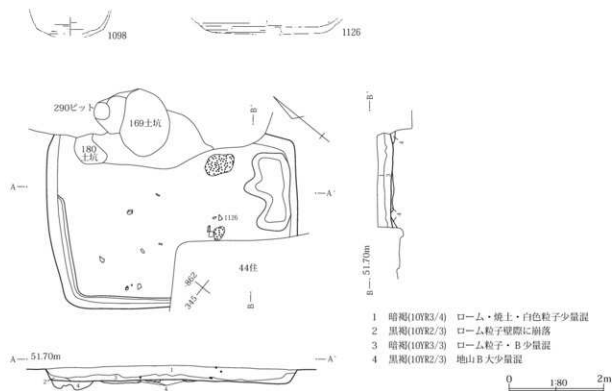 1098
1126
290ピット
169土坑
180
土坑
B
B'
A
A'
1126
44住
-862
345
B
51.70m
B
B'
A 51.70m
A'
1 暗褐(10YR3/4) ローム・焼土・白色粒子少量混
2 黒褐(10YR2/3) ローム粒子壁際に崩落
3 暗褐(10YR3/3) ローム粒子・B少量混
4 黒褐(10YR2/3) 地山B大少量混
0 1:80 2m